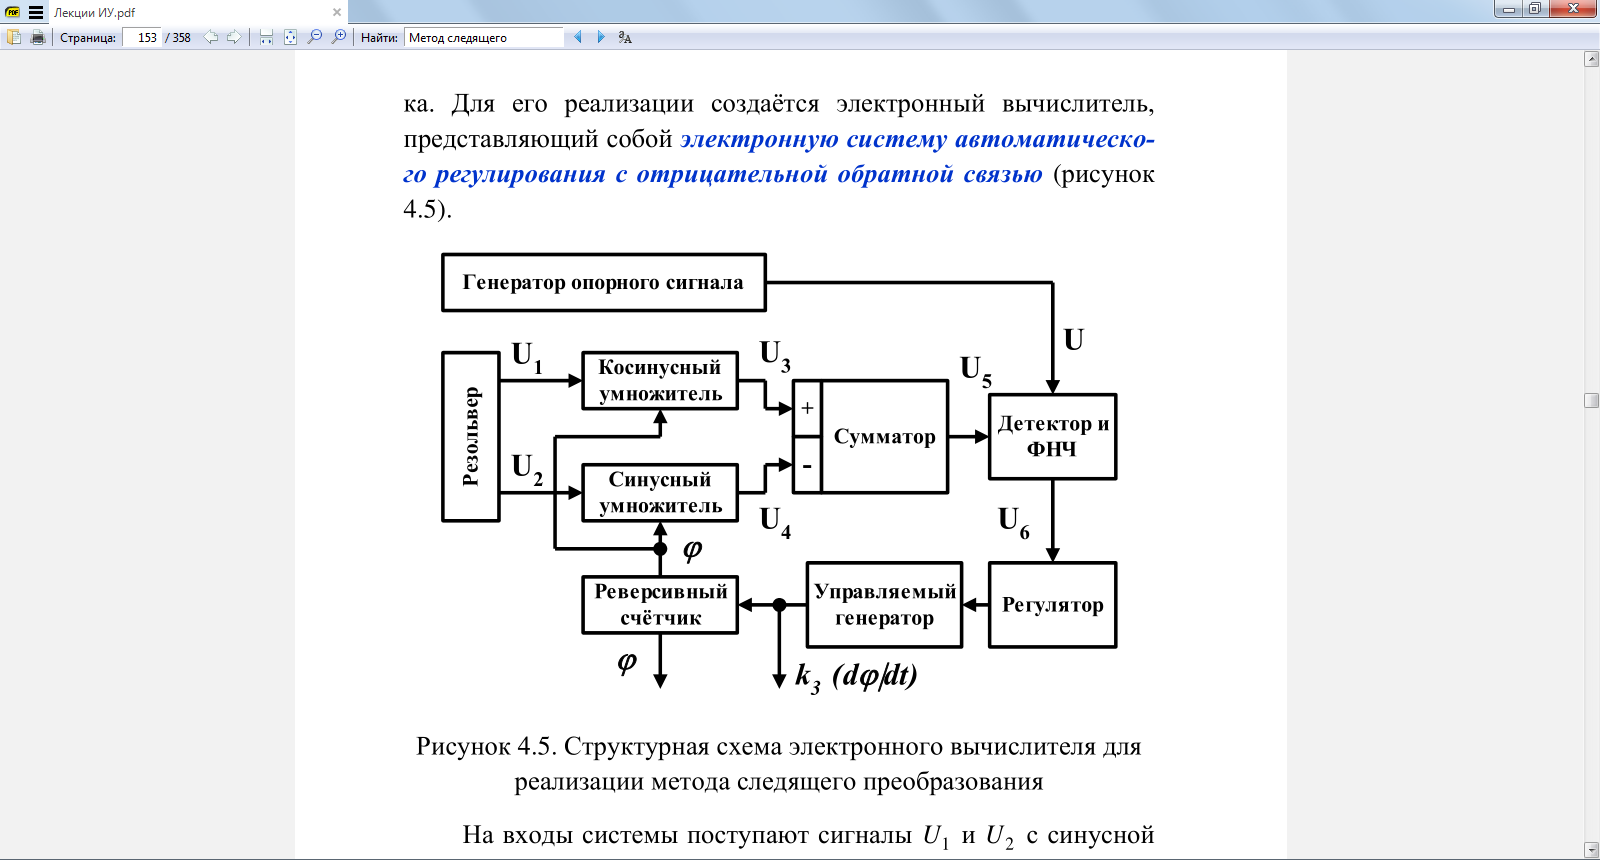 Лекции ИУ.pdf
Страница: 153 / 358 Найти: Метод следящего
ка. Для его реализации создаётся электронный вычислитель,
представляющий собой электронную систему автоматическо-
го регулирования с отрицательной обратной связью (рисунок
4.5).
Генератор опорного сигнала
U
U1
Косинусный
умножитель
U3
U5
Резольвер
+
-
Сумматор
Детектор и
ФНЧ
U2
Синусный
умножитель
U4
U6
φ
Реверсивный
счётчик
Управляемый
генератор
Регулятор
φ
k3 (dφ/dt)
Рисунок 4.5. Структурная схема электронного вычислителя для
реализации метода следящего преобразования
На входы системы поступают сигналы U1 и U2 с синусной